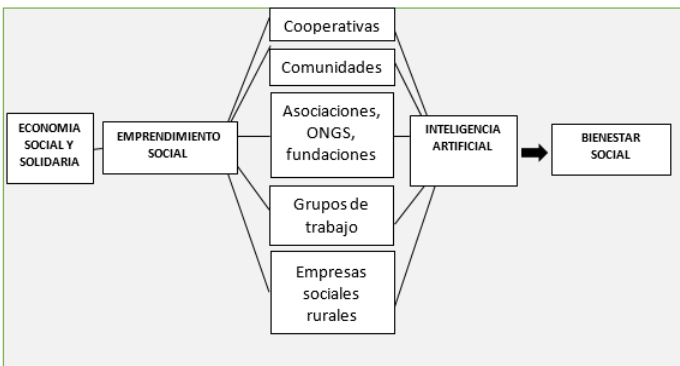 ECONOMIA
SOCIAL Y
SOLIDARIA
EMPRENDIMIENTO
SOCIAL
Cooperativas
Comunidades
Asociaciones,
ONGS,
fundaciones
Grupos de
trabajo
Empresas
sociales
rurales
INTELIGENCIA
ARTIFICIAL
BIENESTAR
SOCIAL